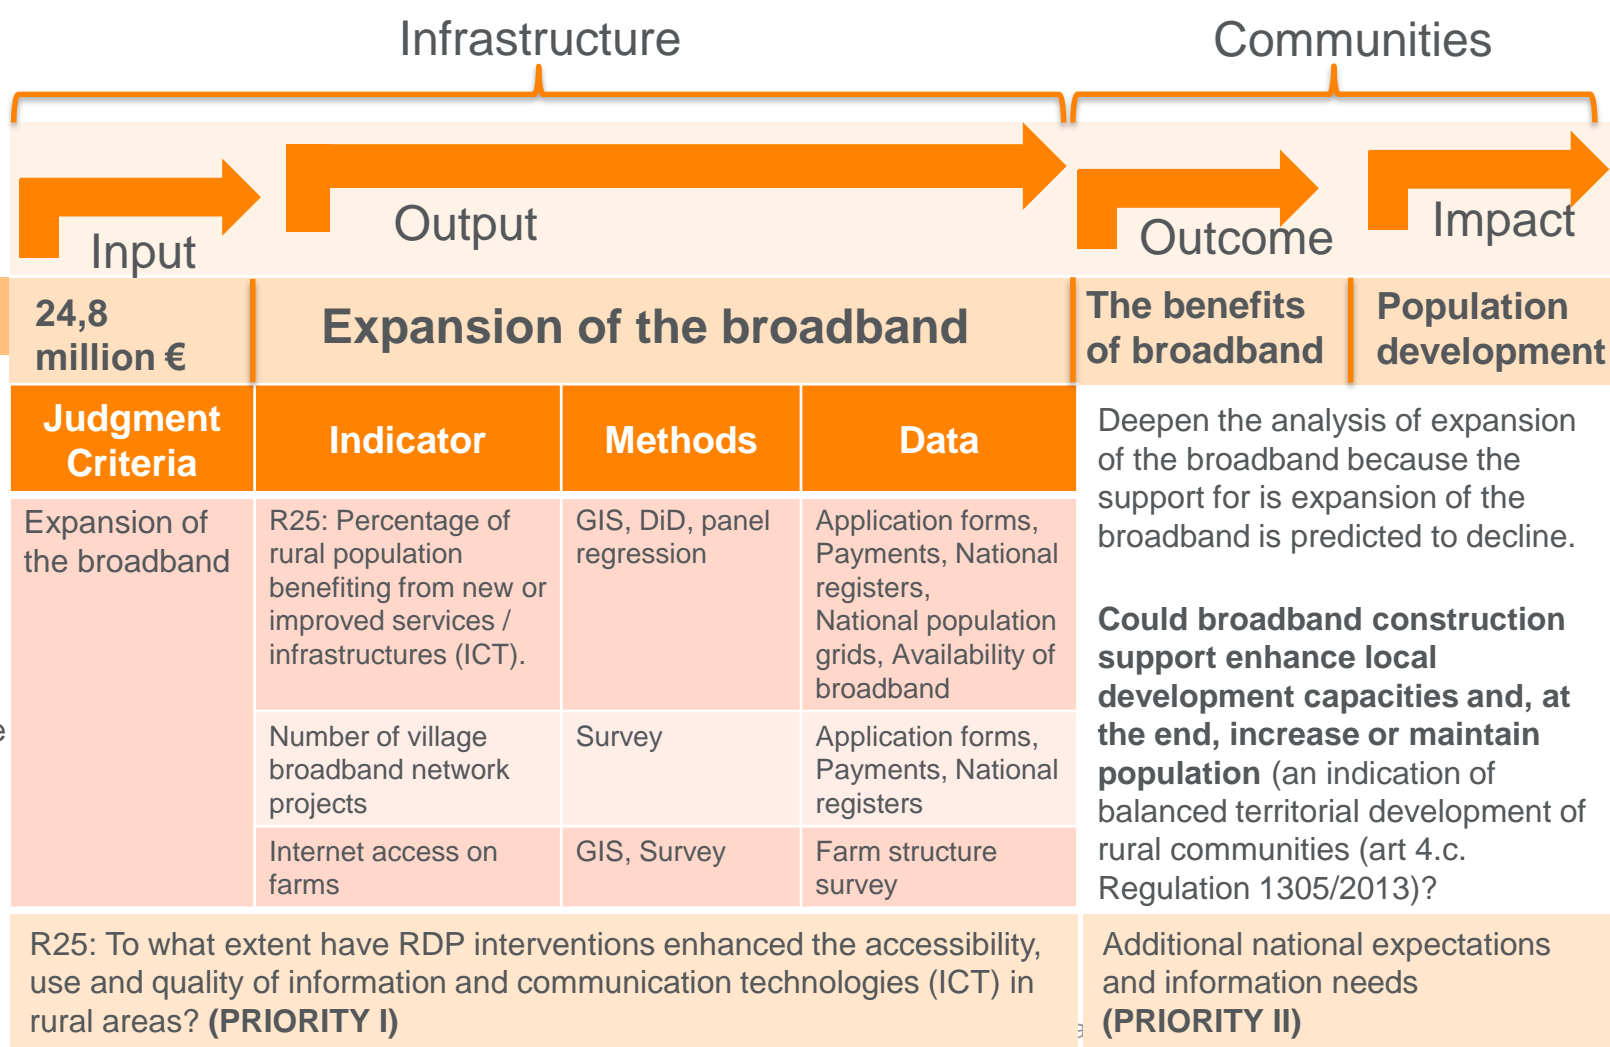 Infrastructure
Communities
Input
Output
Outcome
Impact
24,8
million €
Expansion of the broadband
The benefits
of broadband
Population
development
Judgment
Criteria
Indicator
Methods
Data
Expansion of
the broadband
R25: Percentage of
rural population
benefiting from new or
improved services /
infrastructures (ICT).
GIS, DiD, panel
regression
Application forms,
Payments, National
registers,
National population
grids, Availability of
broadband
Number of village
broadband network
projects
Survey
Application forms,
Payments, National
registers
Internet access on
farms
GIS, Survey
Farm structure
survey
Deepen the analysis of expansion
of the broadband because the
support for is expansion of the
broadband is predicted to decline.
Could broadband construction
support enhance local
development capacities and, at
the end, increase or maintain
population (an indication of
balanced territorial development of
rural communities (art 4.c.
Regulation 1305/2013)?
R25: To what extent have RDP interventions enhanced the accessibility,
use and quality of information and communication technologies (ICT) in
rural areas? (PRIORITY I)
Additional national expectations
and information needs
(PRIORITY II)